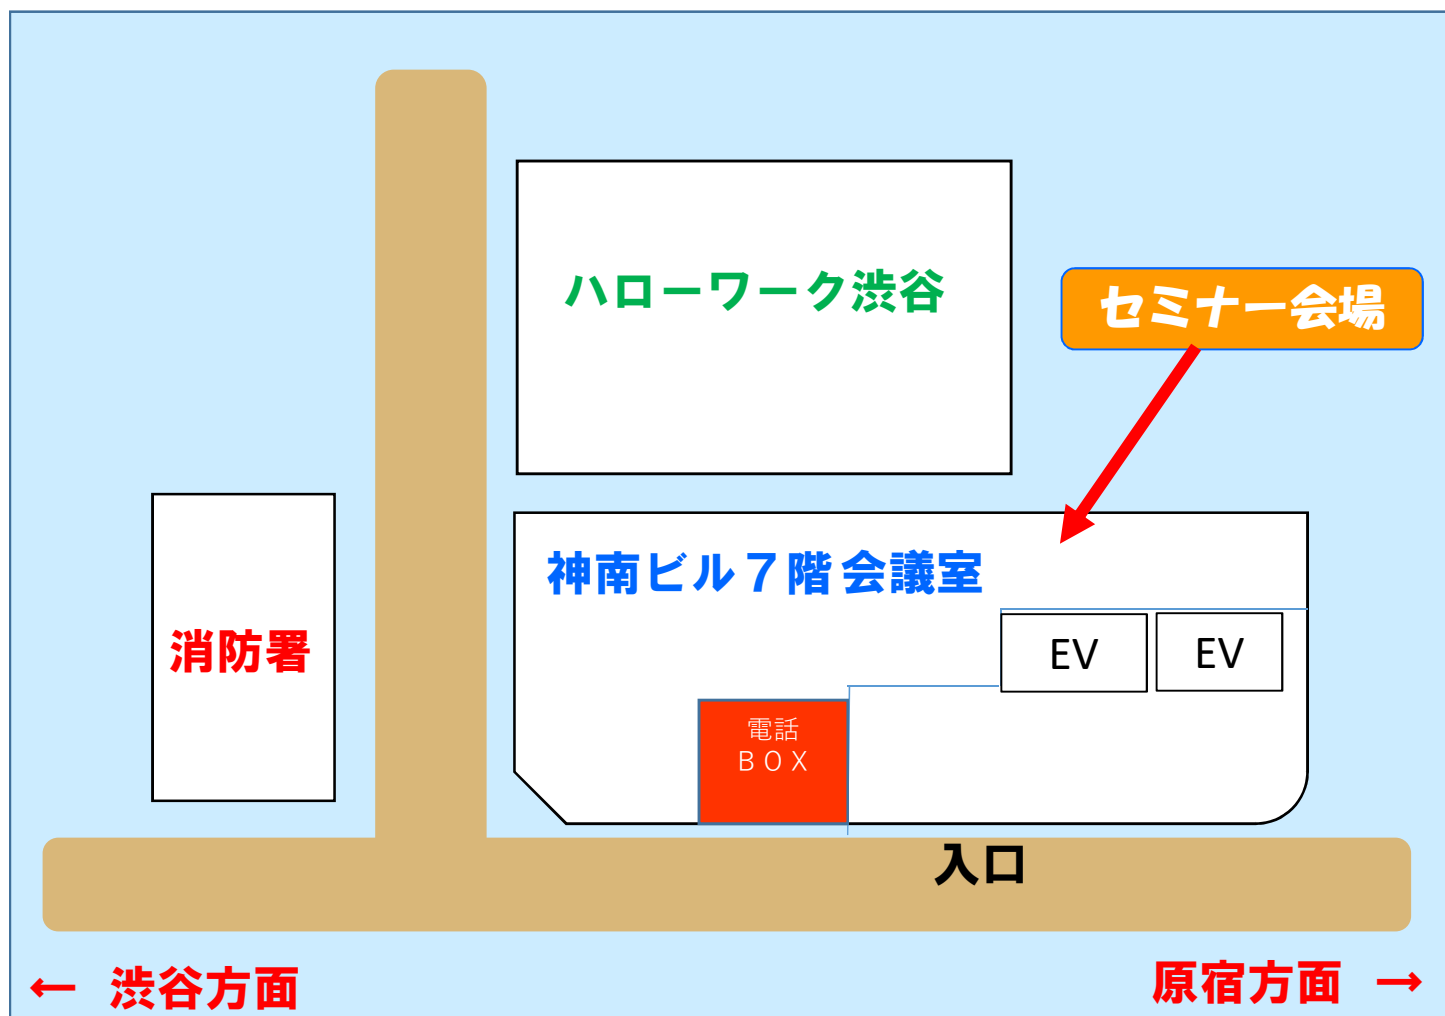 ハローワーク渋谷
セミナー会場
神南ビル７階 会議室
消防署
EV
EV
電話
ＢＯＸ
入口
← 渋谷方面
原宿方面 →